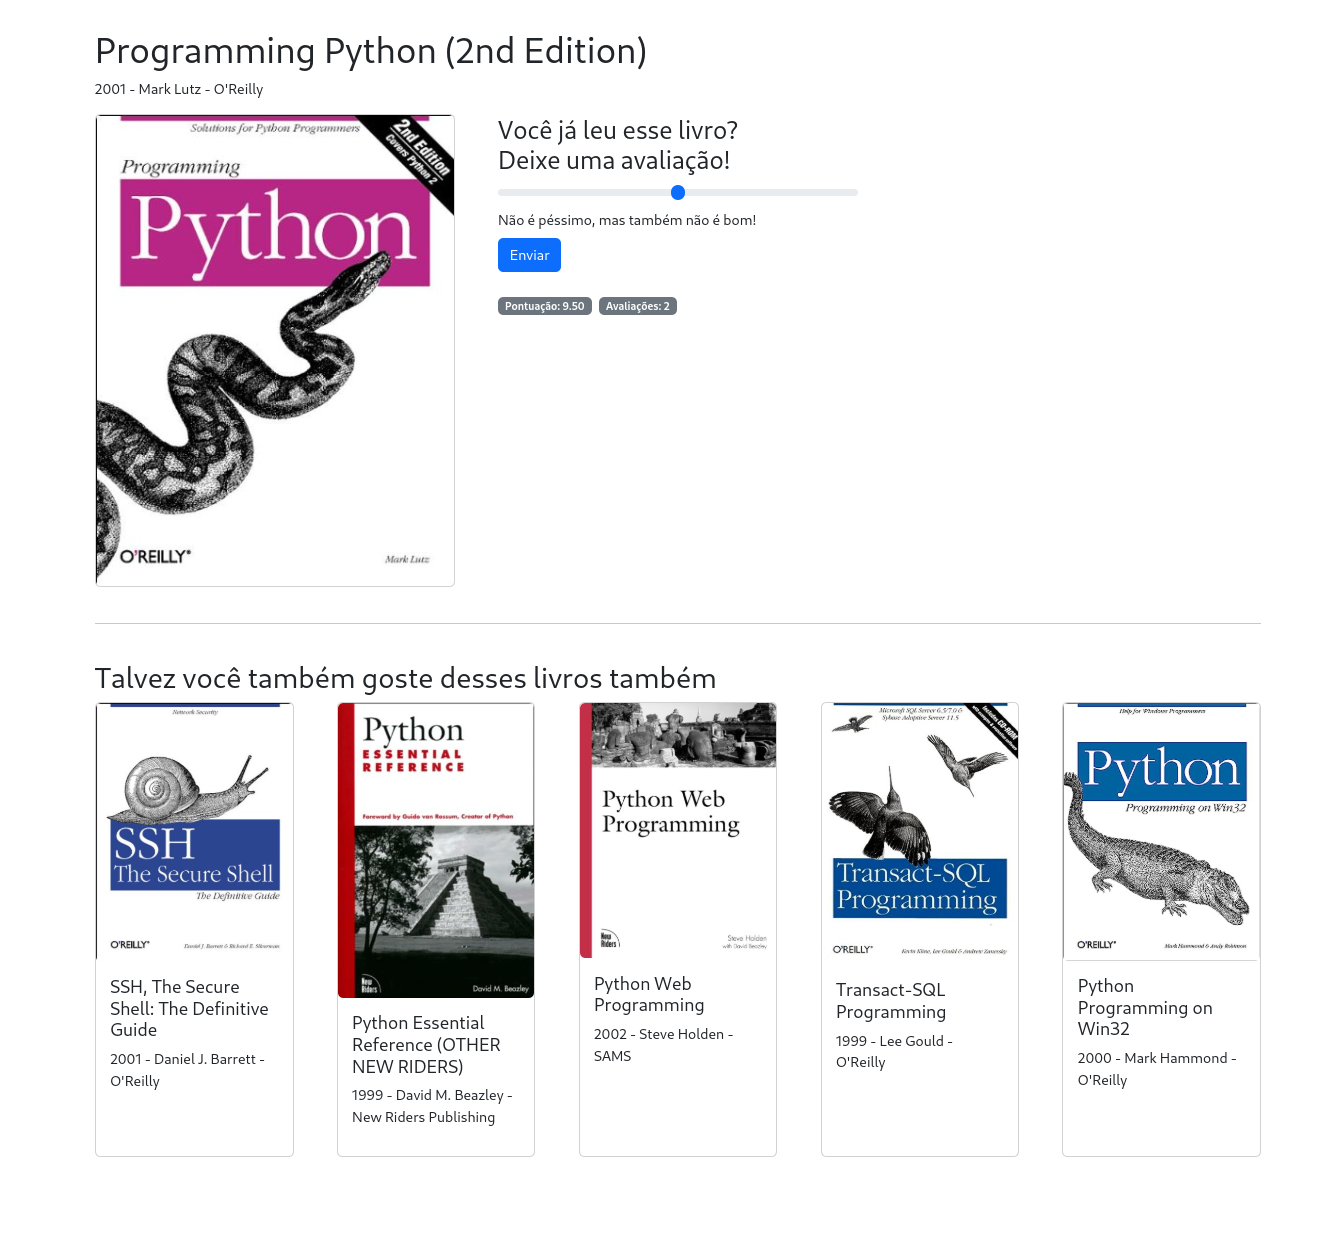 Programming Python (2nd Edition)
2001 - Mark Lutz - O'Reilly
Solutions for Python Programmers
2nd Edition
Covers Python 2
Programming
Python
O'REILLY®
Mark Lutz
Você já leu esse livro?
Deixe uma avaliação!
Não é péssimo, mas também não é bom!
Enviar
Pontuação: 9.50 Avaliações: 2
Talvez você também goste desses livros também
Network Security
SSH
The Secure Shell
The Definitive Guide
O'REILLY®
Daniel J. Barrett & Richard E. Silverman
SSH, The Secure
Shell: The Definitive
Guide
2001 - Daniel J. Barrett -
O'Reilly
Python
ESSENTIAL
REFERENCE
Foreword by Guido van Rossum, Creator of Python
New
Riders
David M. Beazley
Python Essential
Reference (OTHER
NEW RIDERS)
1999 - David M. Beazley -
New Riders Publishing
Python Web
Programming
New
Riders
Steve Holden
with David Beazley
Python Web
Programming
2002 - Steve Holden -
SAMS
Microsoft SQL Server 6.5/7.0 &
Sybase Adaptive Server 11.5
Includes CD-ROM
Transact-SQL
Programming
O'REILLY®
Kevin Kline, Lee Gould & Andrew Zanevsky
Transact-SQL
Programming
1999 - Lee Gould -
O'Reilly
Help for Windows Programmers
Python
Programming on Win32
O'REILLY®
Mark Hammond & Andy Robinson
Python
Programming on
Win32
2000 - Mark Hammond -
O'Reilly